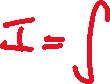 I = ∫